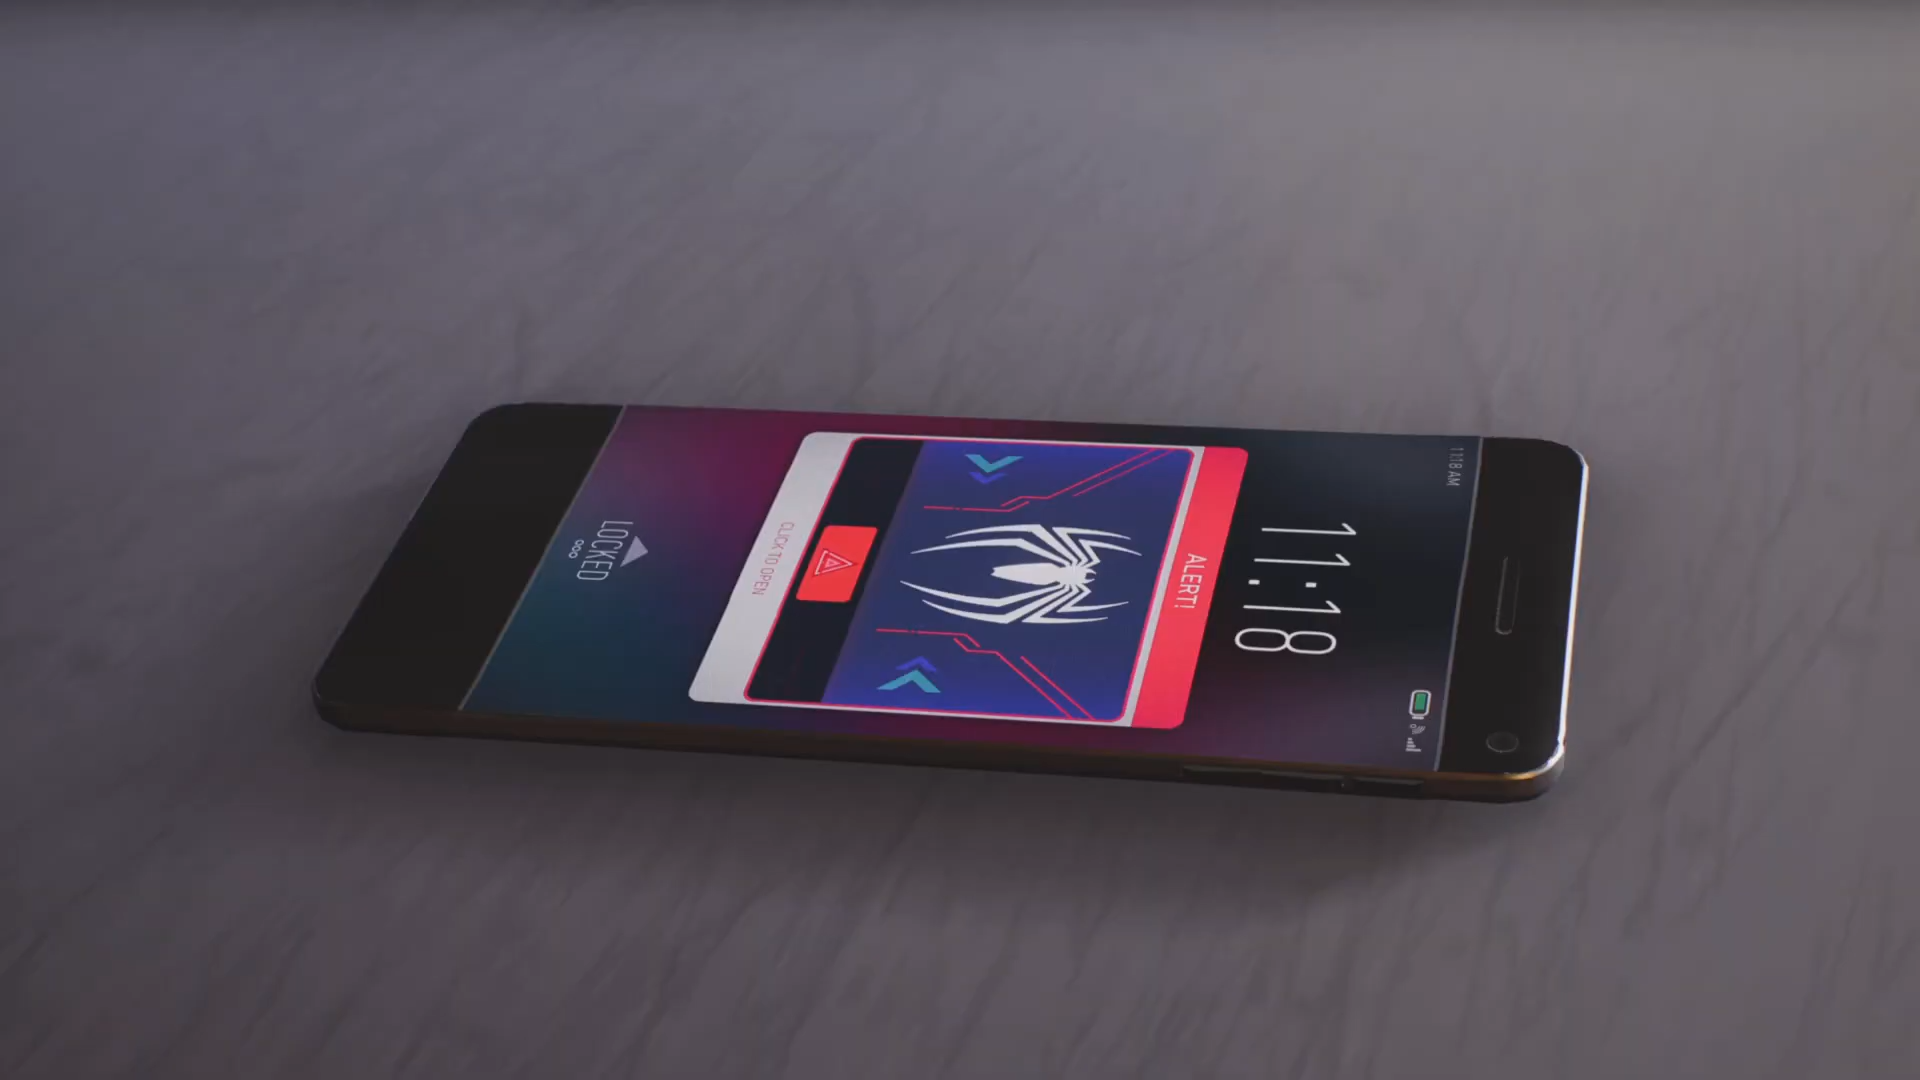 11:18 AM
11:18
ALERT!
CLICK TO OPEN
LOCKED